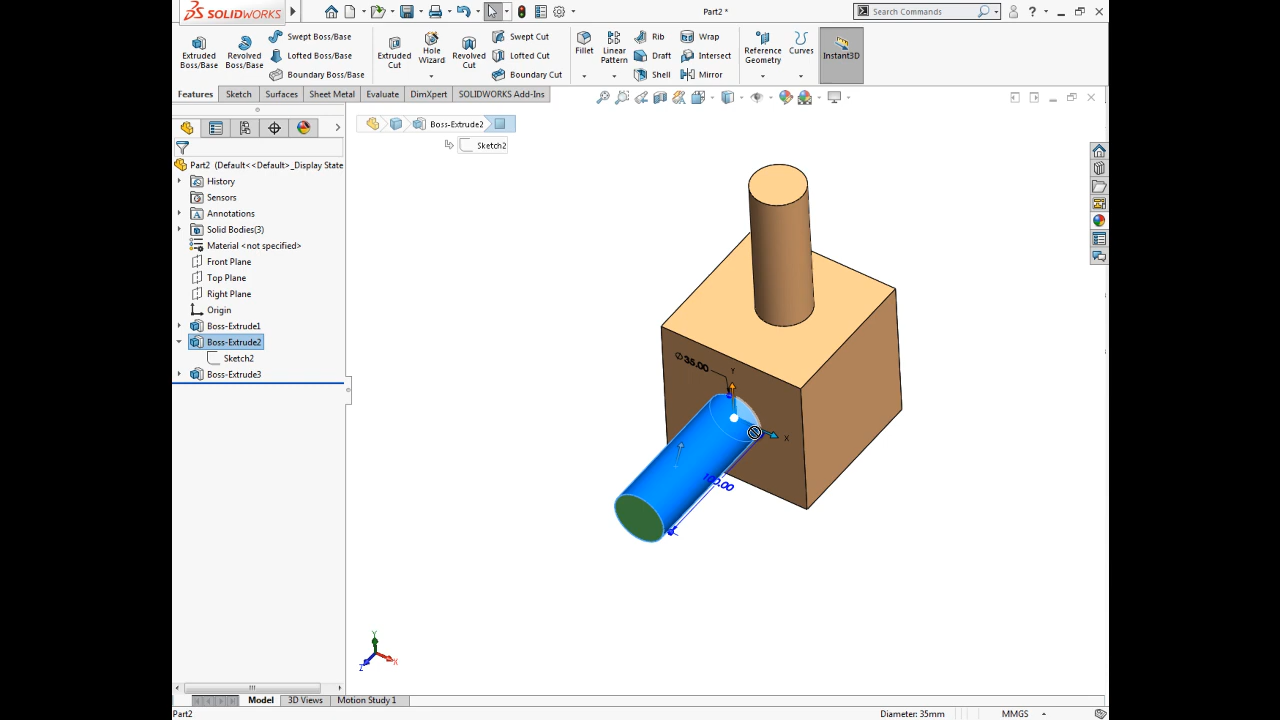 SOLIDWORKS
Part2 *
Search Commands
Extruded Boss/Base
Revolved Boss/Base
Swept Boss/Base
Lofted Boss/Base
Boundary Boss/Base
Extruded Cut
Hole Wizard
Revolved Cut
Swept Cut
Lofted Cut
Boundary Cut
Fillet
Linear Pattern
Rib
Draft
Shell
Wrap
Intersect
Mirror
Reference Geometry
Curves
Instant3D
Features
Sketch
Surfaces
Sheet Metal
Evaluate
DimXpert
SOLIDWORKS Add-Ins
Boss-Extrude2
Sketch2
Part2 (Default<<Default>_Display State
History
Sensors
Annotations
Solid Bodies(3)
Material <not specified>
Front Plane
Top Plane
Right Plane
Origin
Boss-Extrude1
Boss-Extrude2
Sketch2
Boss-Extrude3
∅35.00
Y
X
100.00
Y
Z
X
Model
3D Views
Motion Study 1
Part2
Diameter: 35mm
MMGS